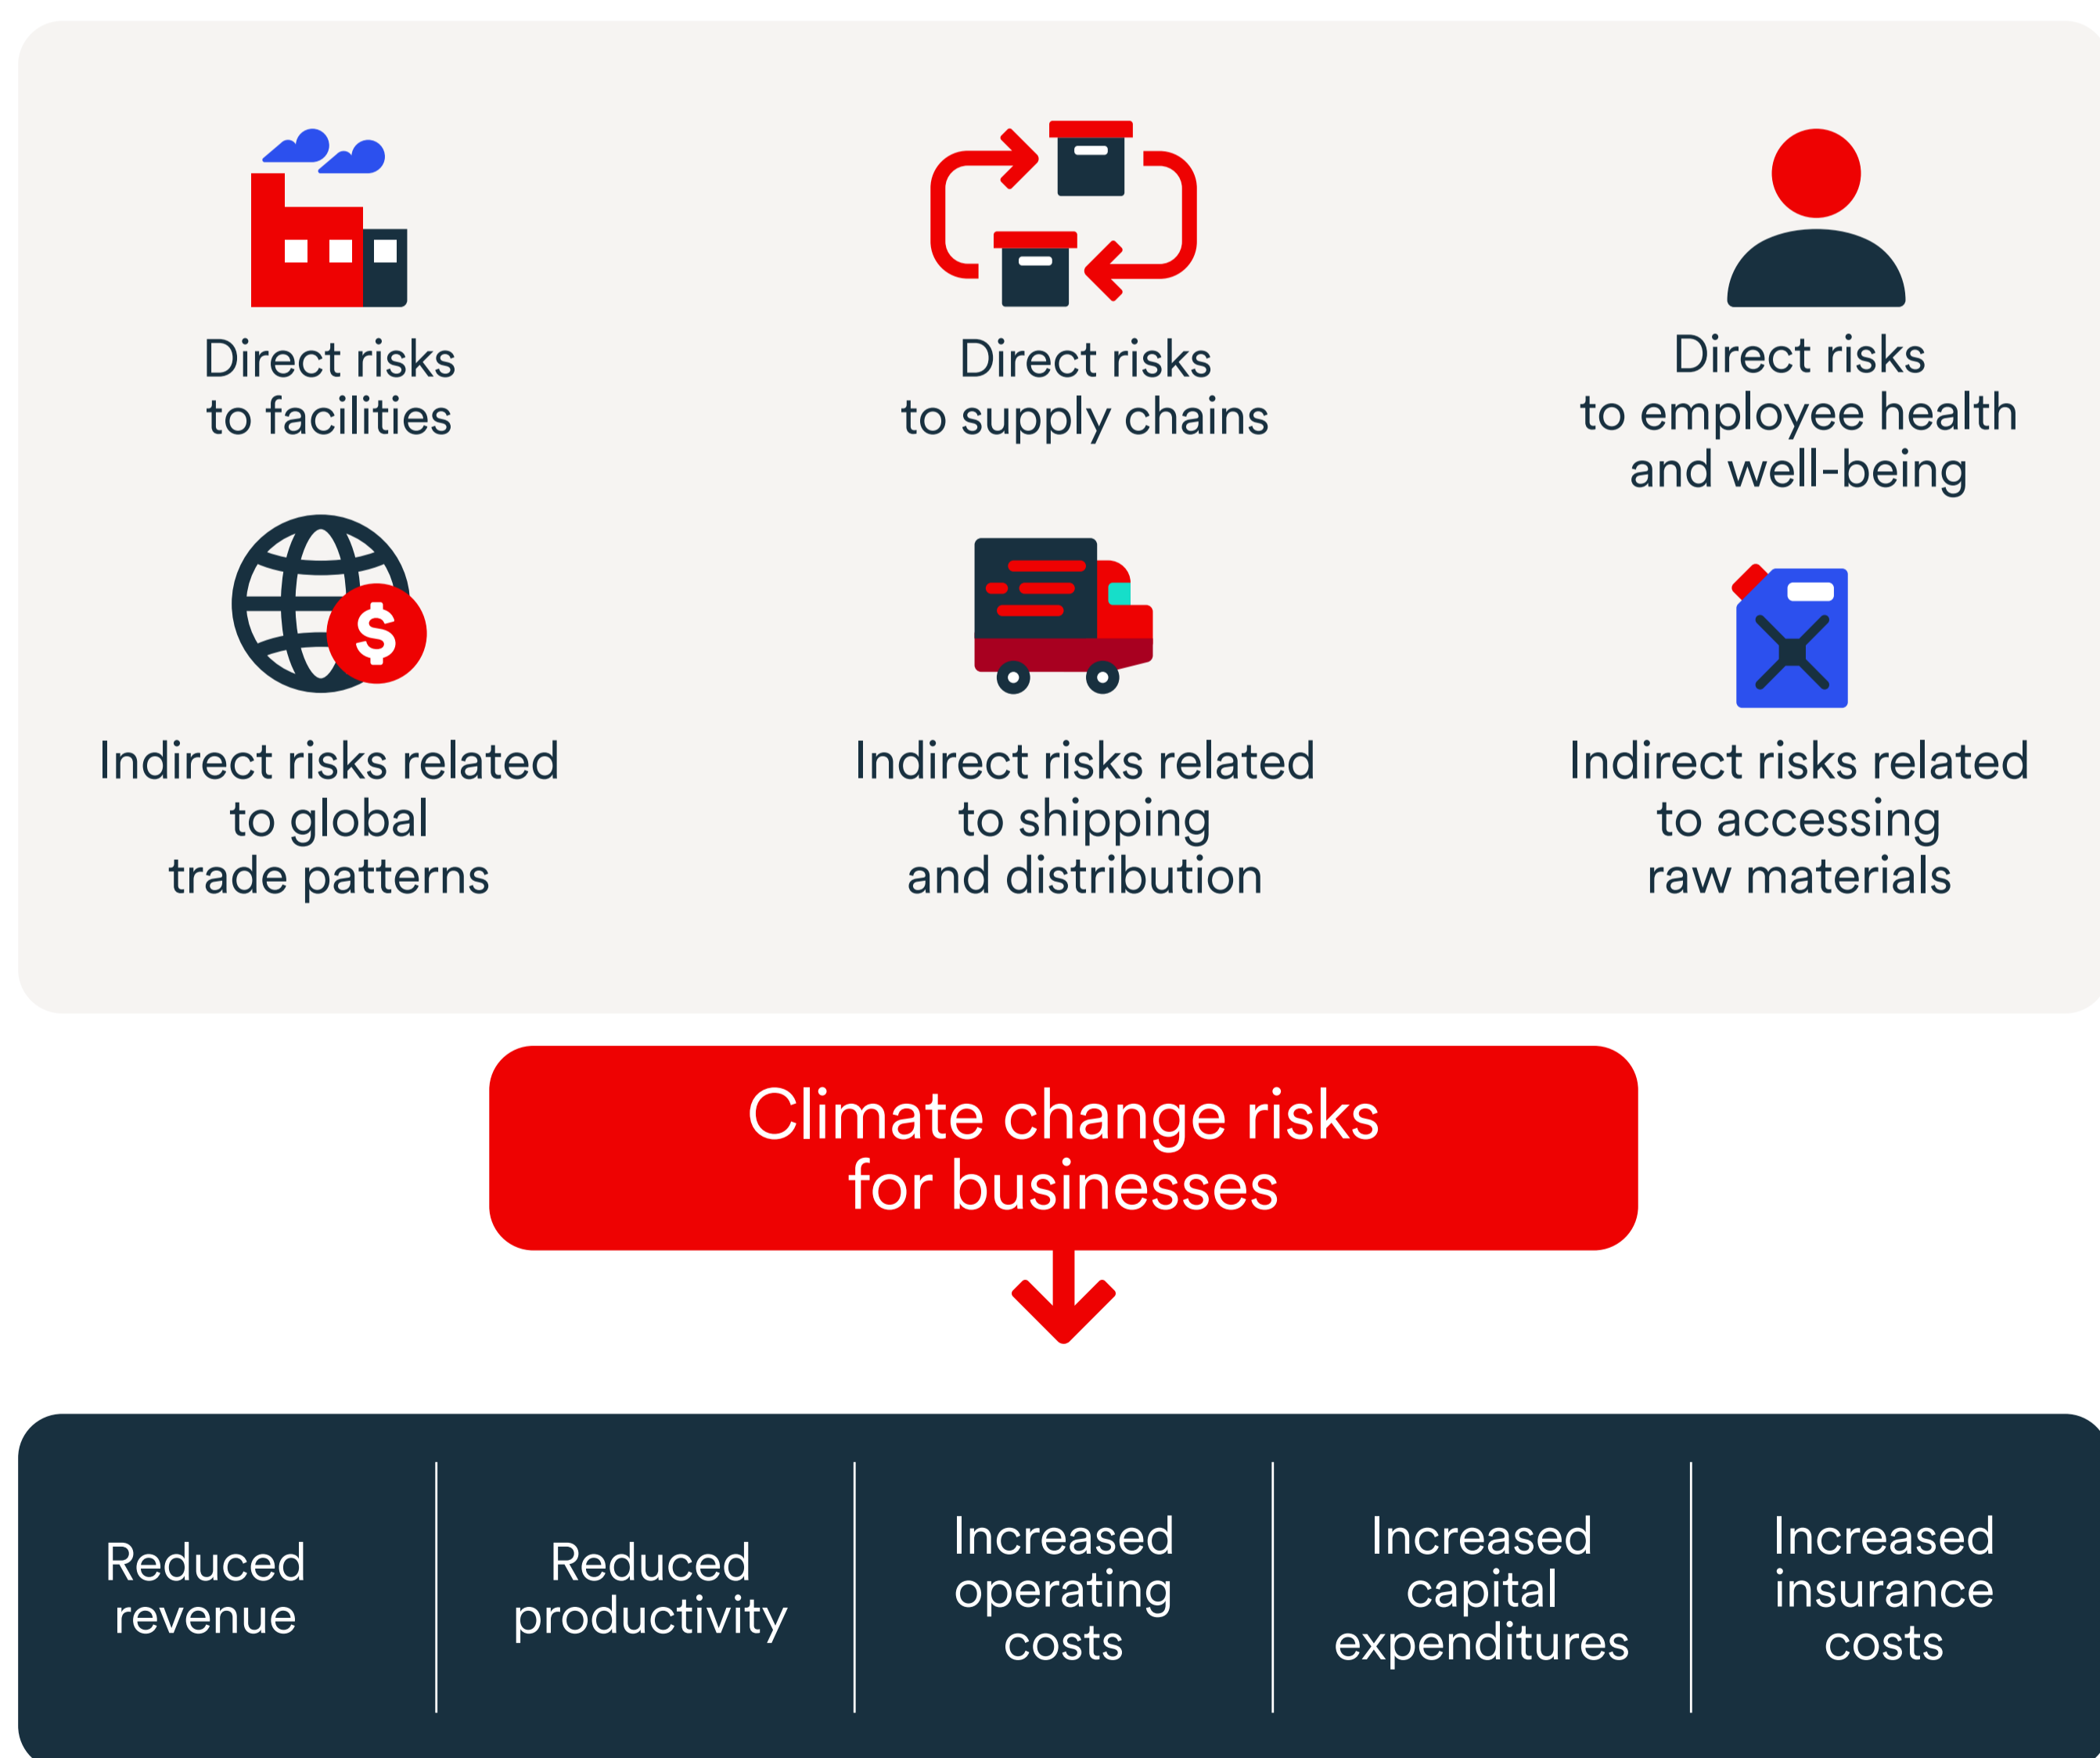 Direct risks
to facilities
Direct risks
to supply chains
Direct risks
to employee health
and well-being
Indirect risks related
to global
trade patterns
Indirect risks related
to shipping
and distribution
Indirect risks related
to accessing
raw materials
Climate change risks
for businesses
Reduced
revenue
Reduced
productivity
Increased
operating
costs
Increased
capital
expenditures
Increased
insurance
costs